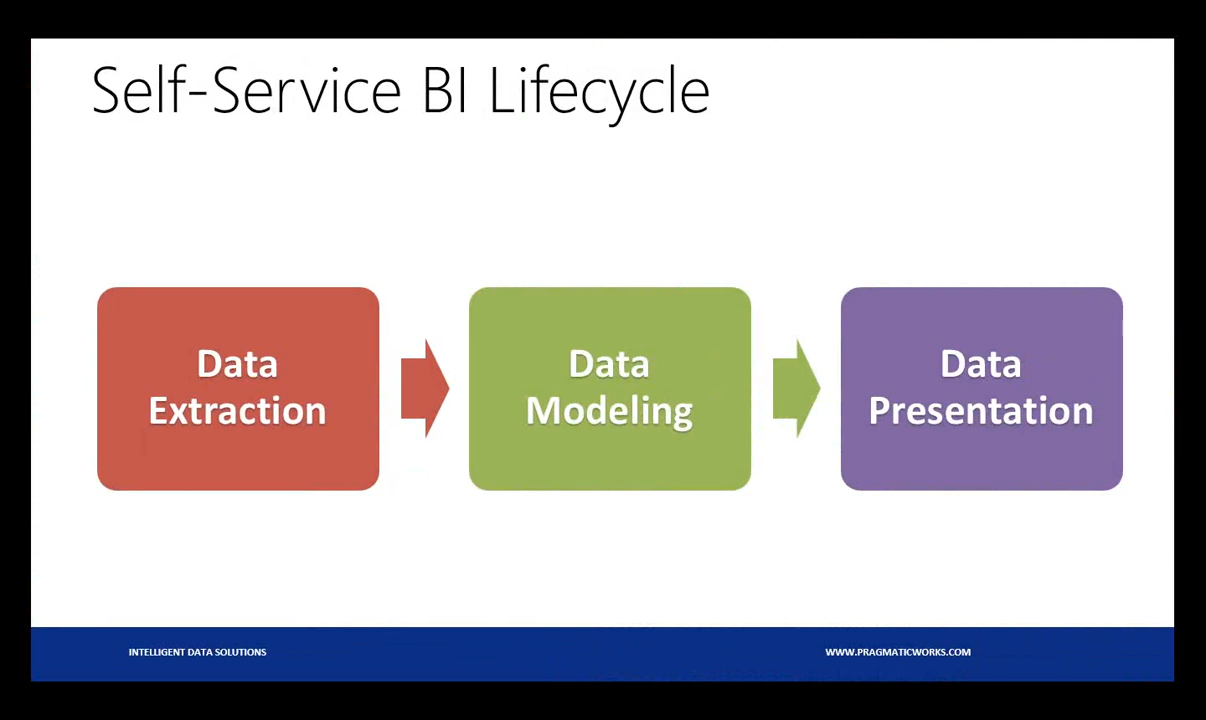 Self-Service BI Lifecycle
Data
Extraction
Data
Modeling
Data
Presentation
INTELLIGENT DATA SOLUTIONS
WWW.PRAGMATICWORKS.COM